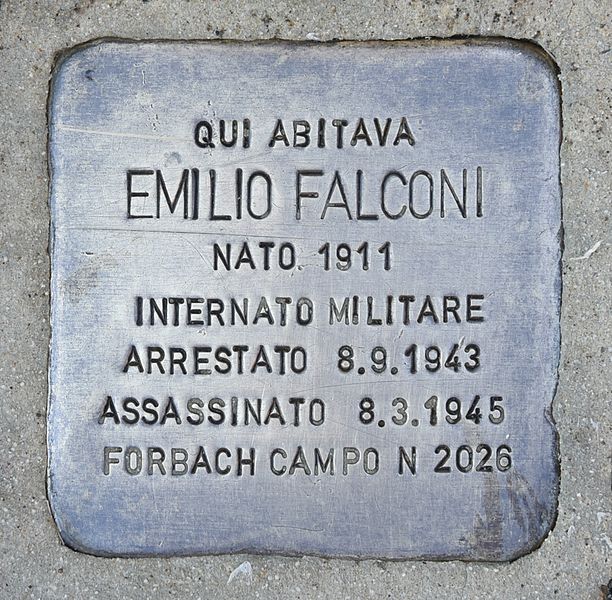 QUI ABITAVA
EMILIO FALCONI
NATO 1911
INTERNATO MILITARE
ARRESTATO 8.9.1943
ASSASSINATO 8.3.1945
FORBACH CAMPO N 2026